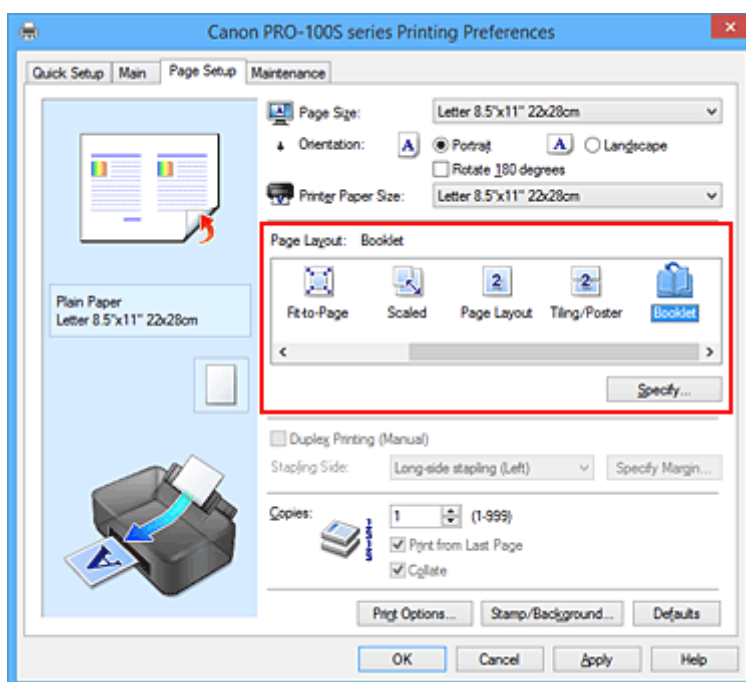 Canon PRO-100S series Printing Preferences
Quick Setup Main Page Setup Maintenance
Page Size: Letter 8.5"x11" 22x28cm
Orientation: A Portrait A Landscape
Rotate 180 degrees
Printer Paper Size: Letter 8.5"x11" 22x28cm
Page Layout: Booklet
Fit-to-Page Scaled 2 Page Layout 2 Tiling/Poster Booklet
Specify...
Plain Paper
Letter 8.5"x11" 22x28cm
Duplex Printing (Manual)
Stapling Side: Long-side stapling (Left) Specify Margin...
Copies: 1 (1-999)
Print from Last Page
Collate
A
Print Options... Stamp/Background... Defaults
OK Cancel Apply Help